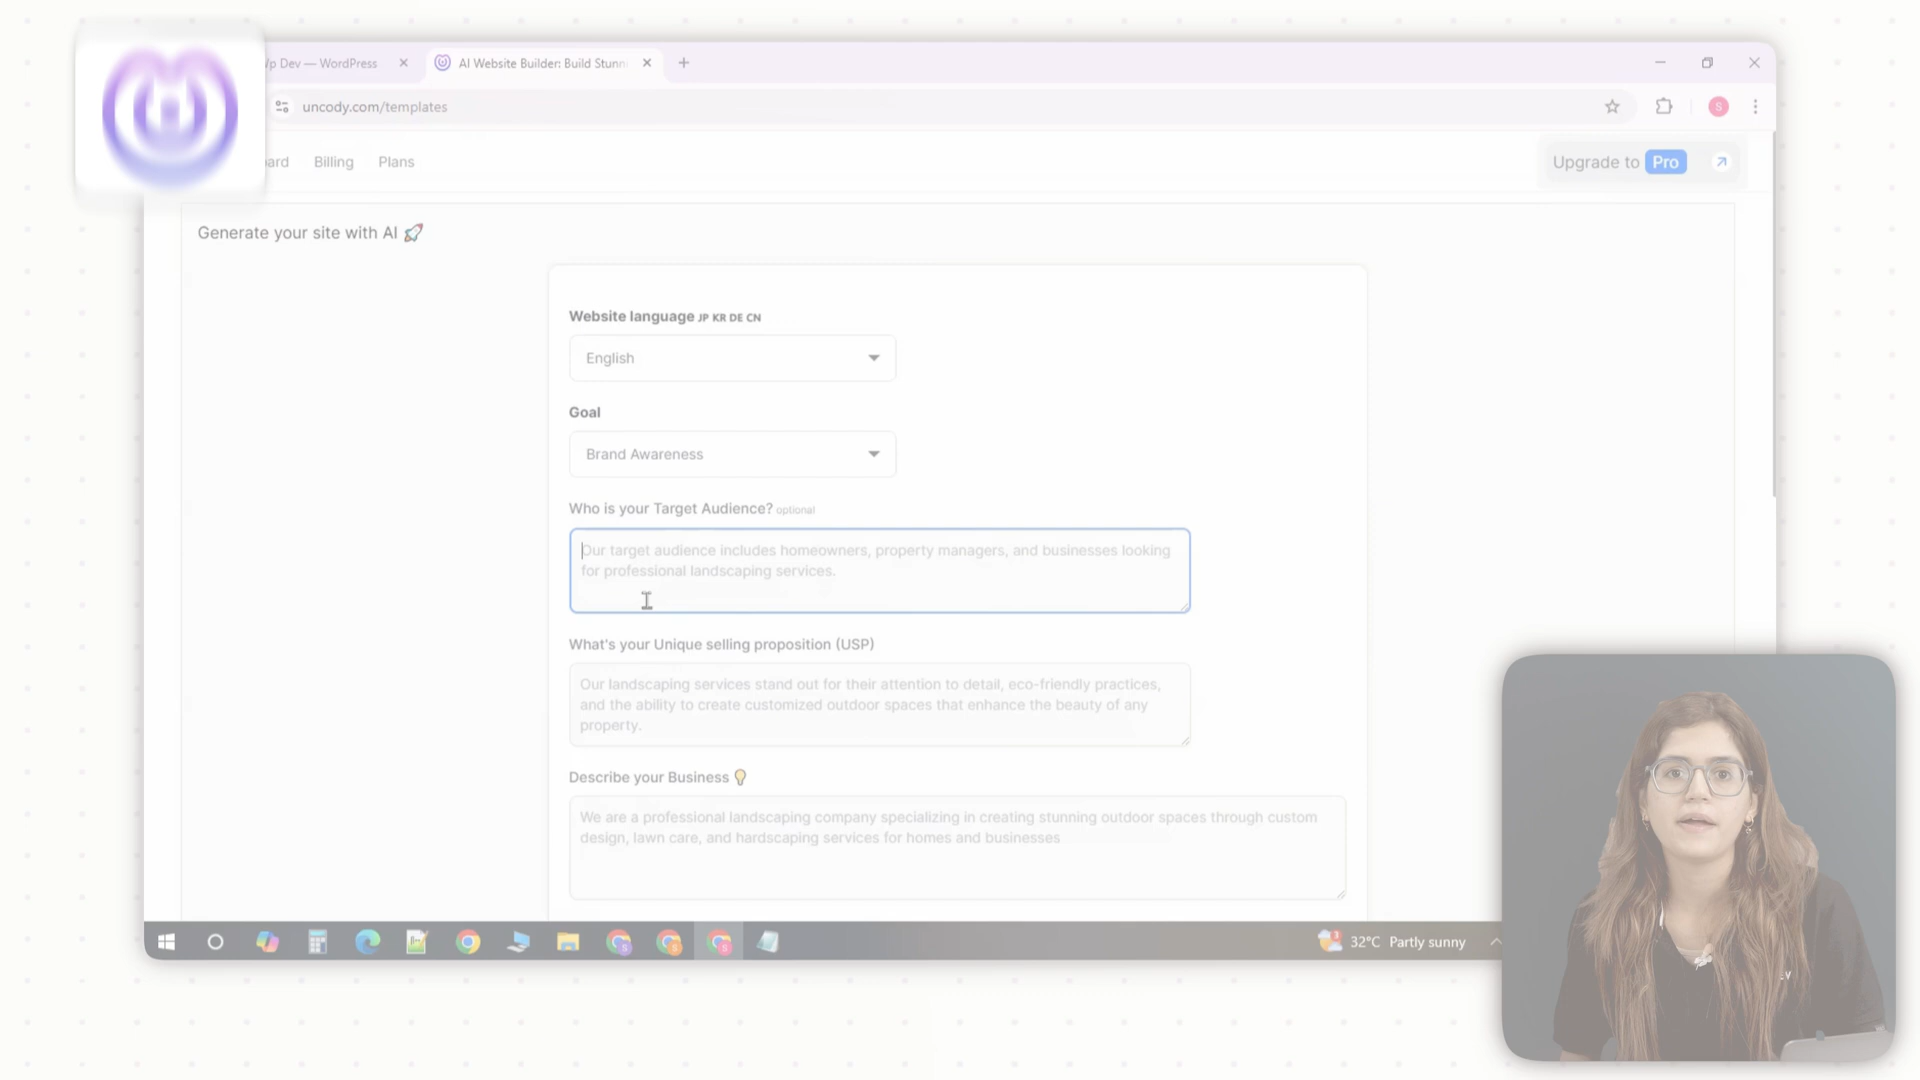 Wp Dev — WordPress
AI Website Builder: Build Stunn
uncody.com/templates
S
Billing
Plans
Upgrade to Pro
Generate your site with AI 🚀
Website language JP KR DE CN
English
Goal
Brand Awareness
Who is your Target Audience? optional
Our target audience includes homeowners, property managers, and businesses looking
for professional landscaping services.
What's your Unique selling proposition (USP)
Our landscaping services stand out for their attention to detail, eco-friendly practices,
and the ability to create customized outdoor spaces that enhance the beauty of any
property.
Describe your Business 💡
We are a professional landscaping company specializing in creating stunning outdoor spaces through custom
design, lawn care, and hardscaping services for homes and businesses
32°C Partly sunny